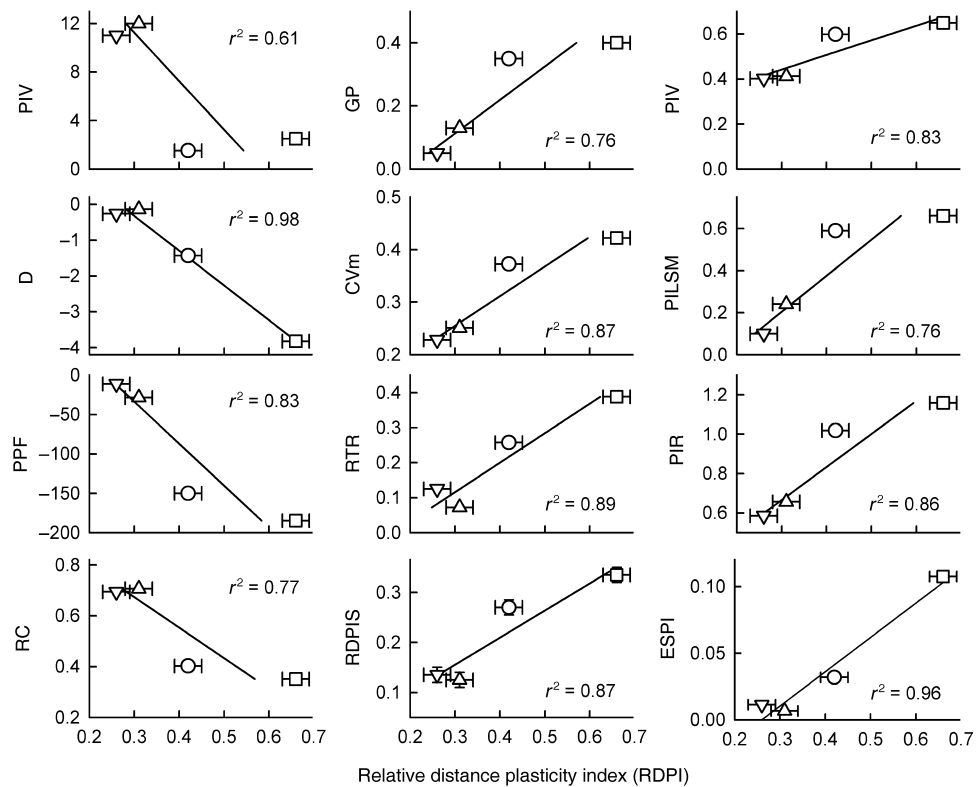 12
8
4
0
PIV
r² = 0.61
0.4
0.2
0.0
GP
r² = 0.76
0.6
0.4
0.2
0.0
PIV
r² = 0.83
0
–1
–2
–3
–4
D
r² = 0.98
0.5
0.4
0.3
0.2
CVm
r² = 0.87
0.6
0.4
0.2
0.0
PILSM
r² = 0.76
0
–50
–100
–150
–200
PPF
r² = 0.83
0.4
0.3
0.2
0.1
0.0
RTR
r² = 0.89
1.2
1.0
0.8
0.6
PIR
r² = 0.86
0.8
0.6
0.4
0.2
RC
r² = 0.77
0.3
0.2
0.1
RDPIS
r² = 0.87
0.10
0.05
0.00
ESPI
r² = 0.96
0.2 0.3 0.4 0.5 0.6 0.7
0.2 0.3 0.4 0.5 0.6 0.7
0.2 0.3 0.4 0.5 0.6 0.7
Relative distance plasticity index (RDPI)